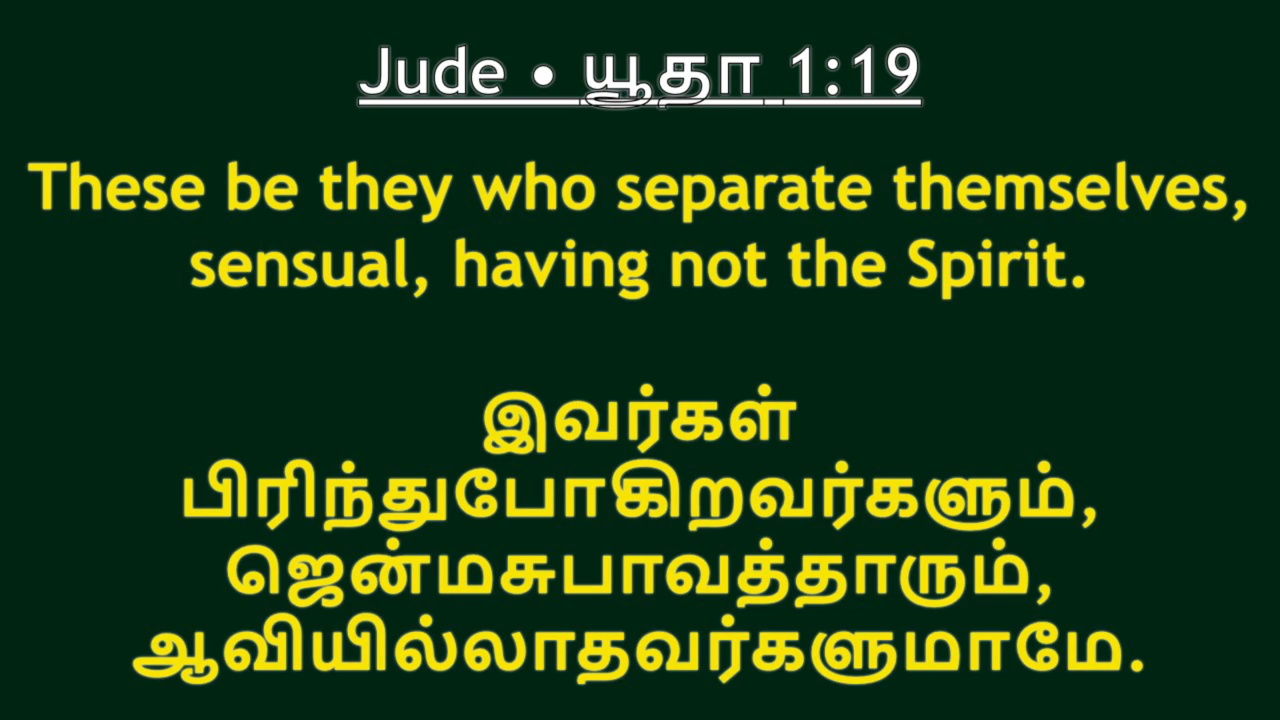 Jude • யூதா 1:19
These be they who separate themselves,
sensual, having not the Spirit.
இவர்கள்
பிரிந்துபோகிறவர்களும்,
ஜென்மசுபாவத்தாரும்,
ஆவியில்லாதவர்களுமாமே.